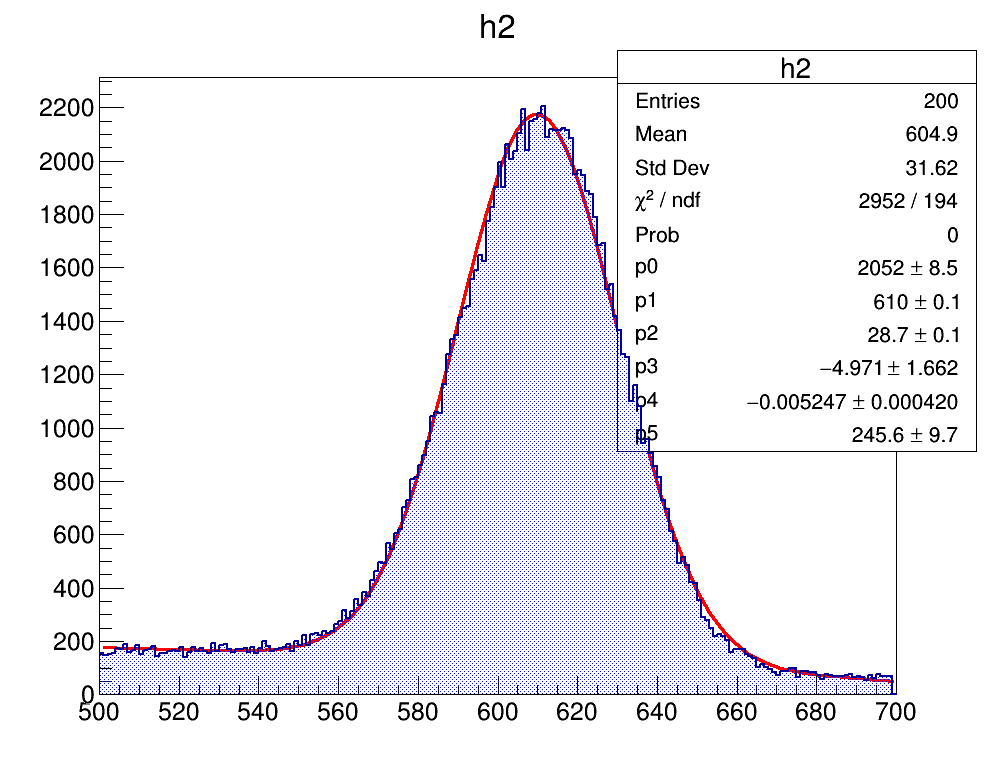 h2
h2
Entries 200
Mean 604.9
Std Dev 31.62
χ² / ndf 2952 / 194
Prob 0
p0 2052 ± 8.5
p1 610 ± 0.1
p2 28.7 ± 0.1
p3 −4.971 ± 1.662
p4 −0.005247 ± 0.000420
p5 245.6 ± 9.7
2200
2000
1800
1600
1400
1200
1000
800
600
400
200
0
500 520 540 560 580 600 620 640 660 680 700